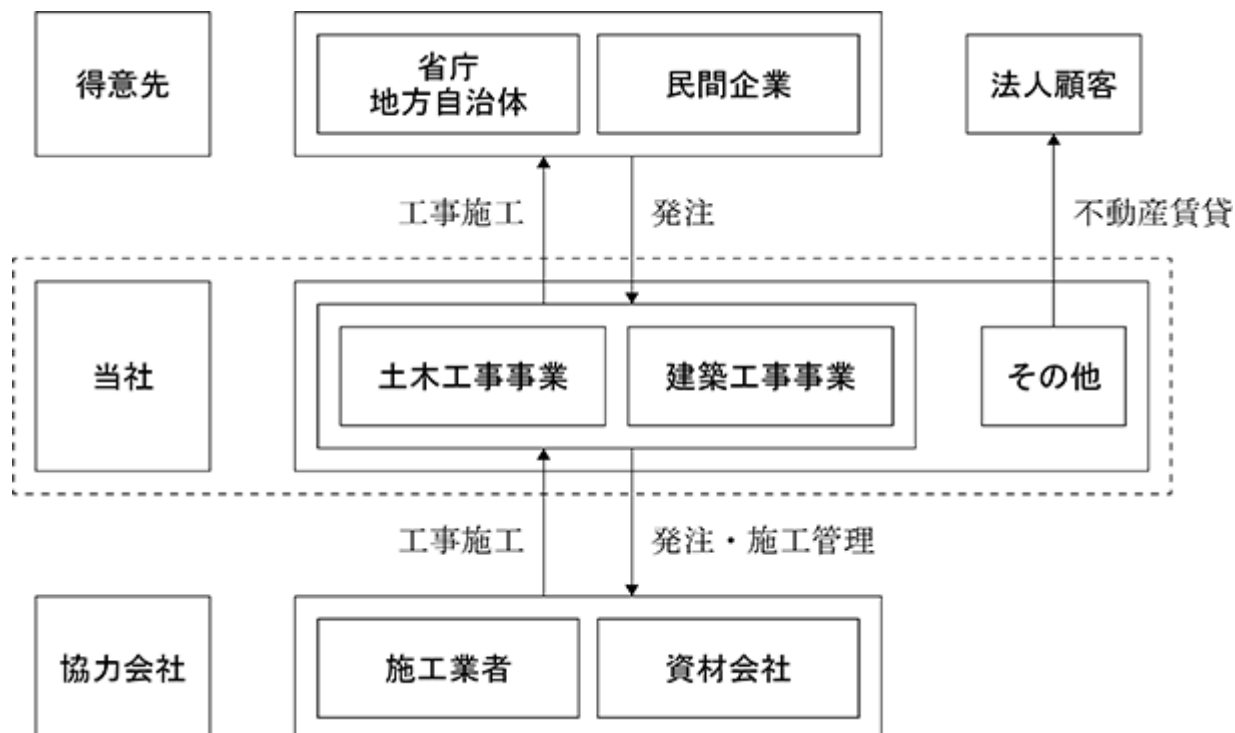 得意先
省庁
地方自治体
民間企業
法人顧客
工事施工
発注
不動産賃貸
当社
土木工事事業
建築工事事業
その他
工事施工
発注・施工管理
協力会社
施工業者
資材会社